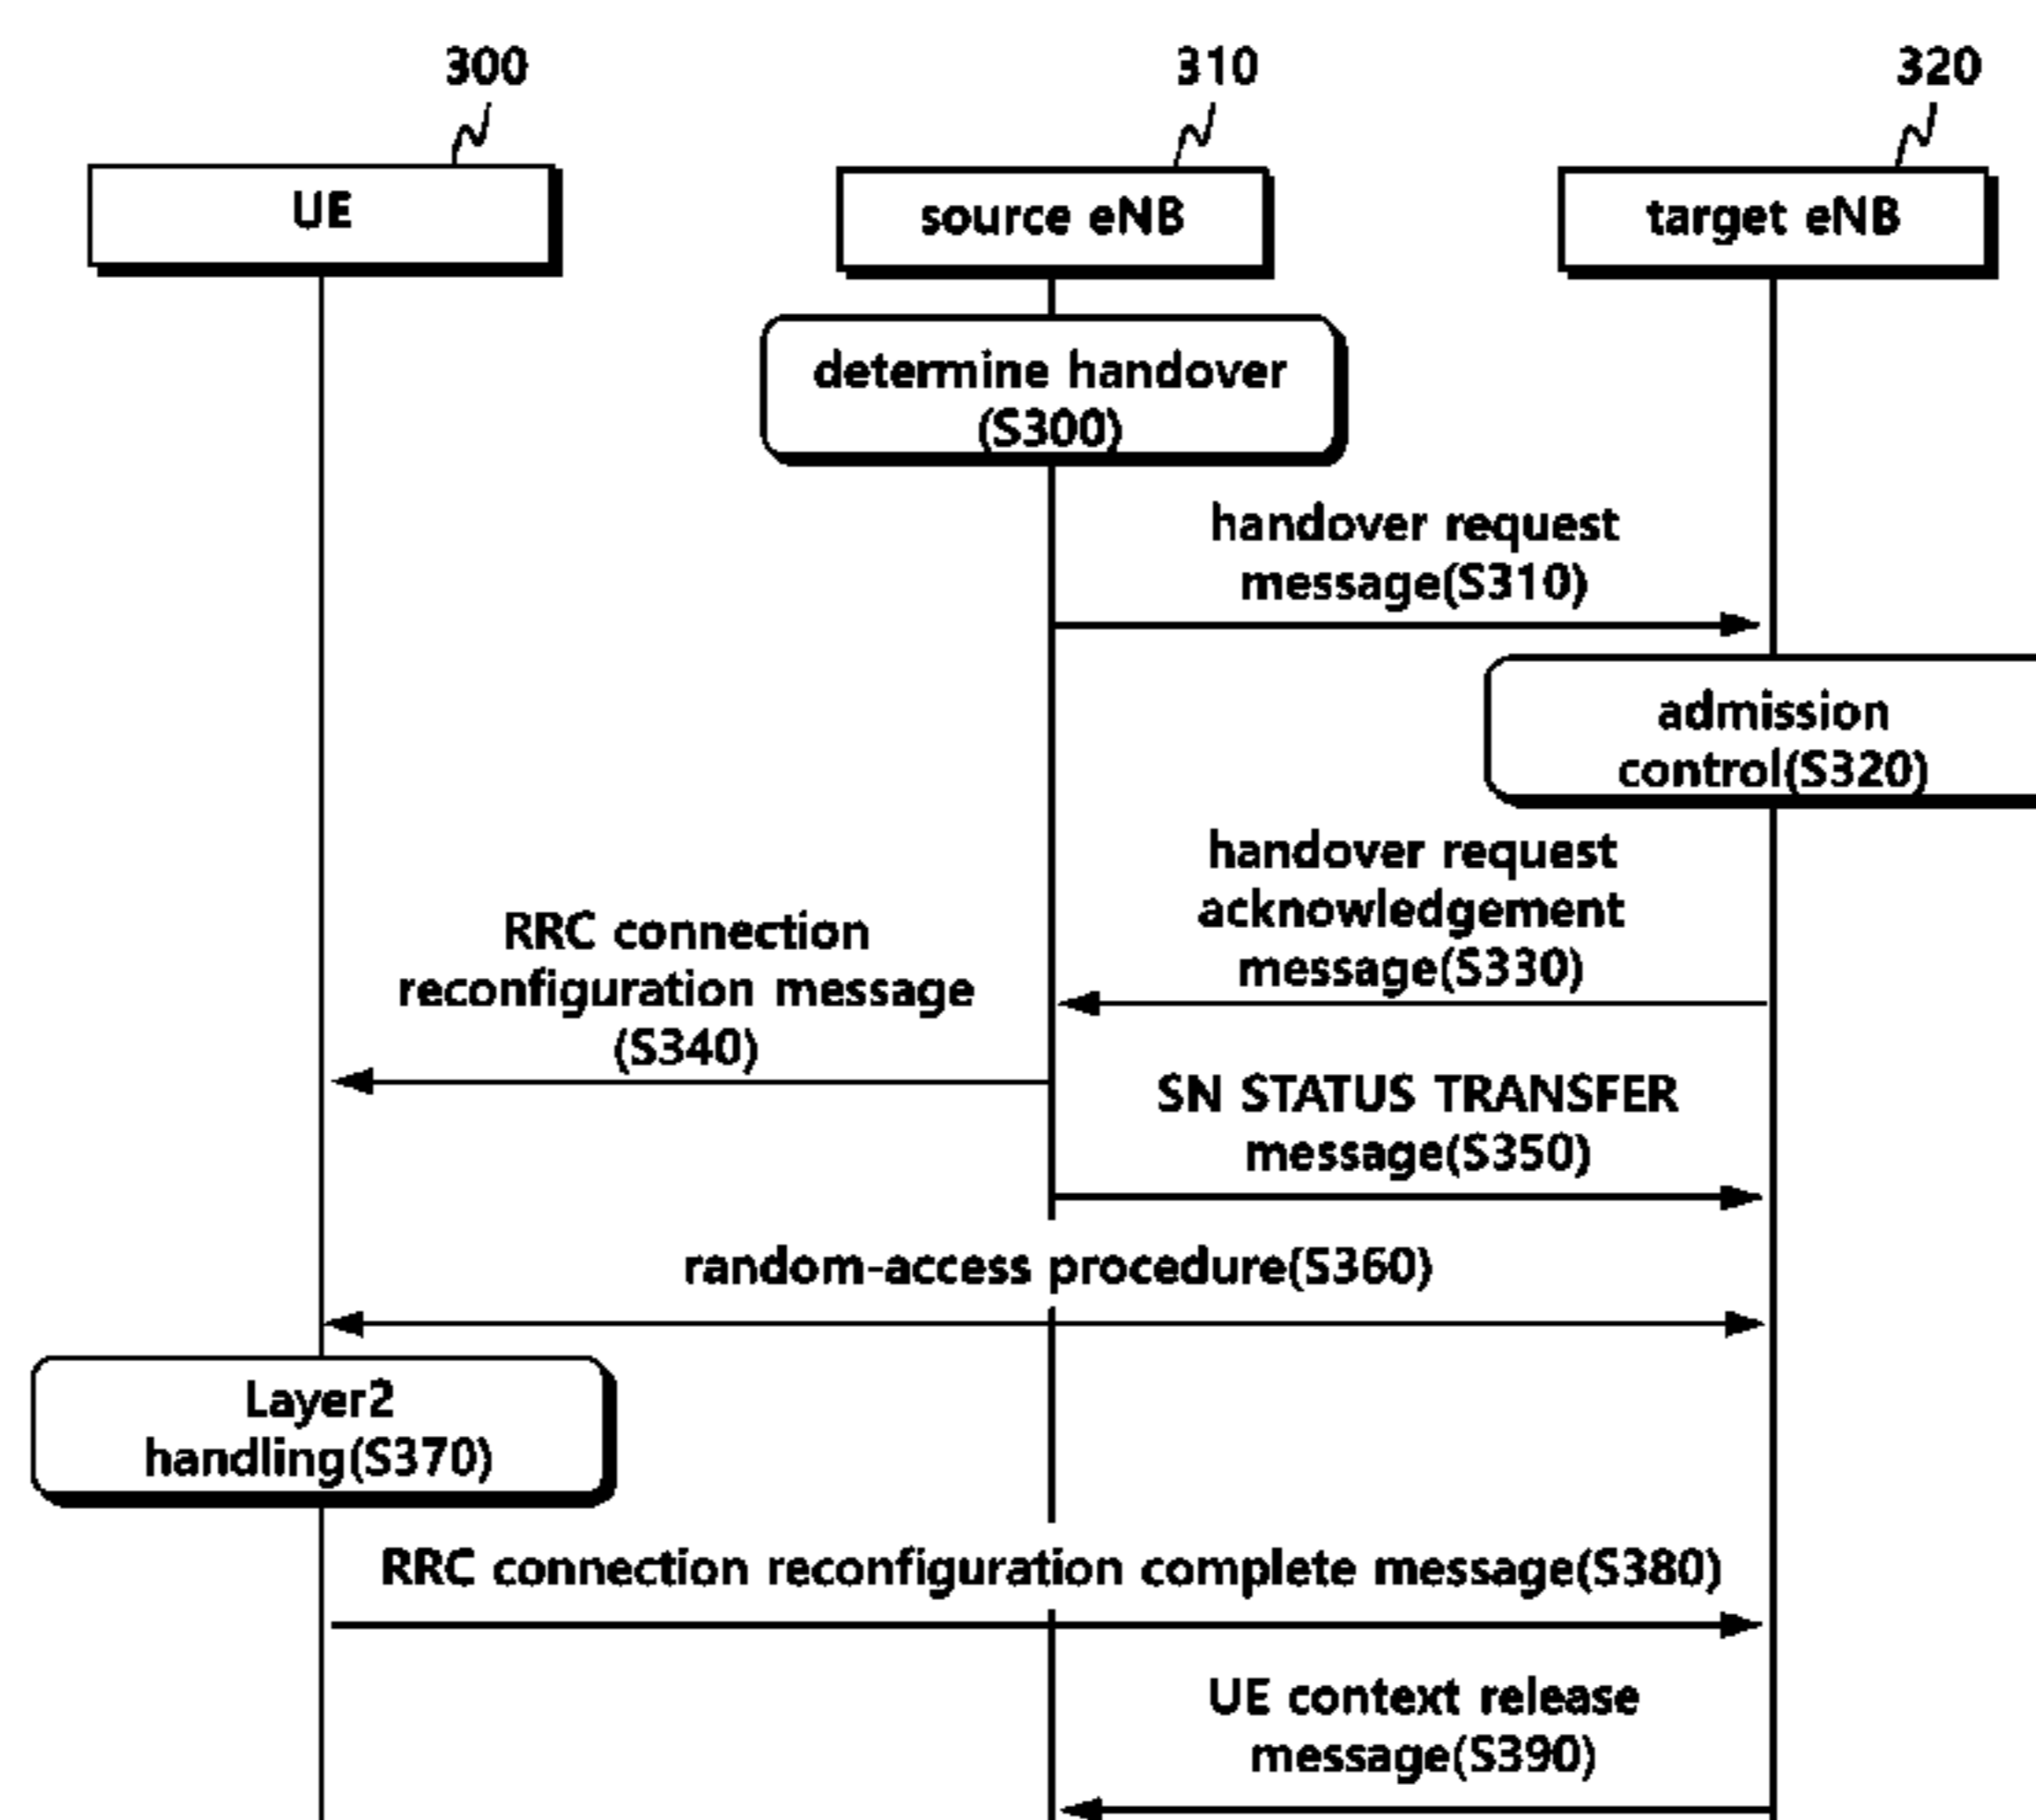 300
310
320
UE
source eNB
target eNB
determine handover
(S300)
handover request
message(S310)
admission
control(S320)
handover request
acknowledgement
message(S330)
RRC connection
reconfiguration message
(S340)
SN STATUS TRANSFER
message(S350)
random-access procedure(S360)
Layer2
handling(S370)
RRC connection reconfiguration complete message(S380)
UE context release
message(S390)